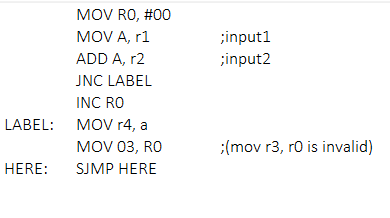 MOV R0, #00
MOV A, r1 ;input1
ADD A, r2 ;input2
JNC LABEL
INC R0
LABEL: MOV r4, a
MOV 03, R0 ;(mov r3, r0 is invalid)
HERE: SJMP HERE